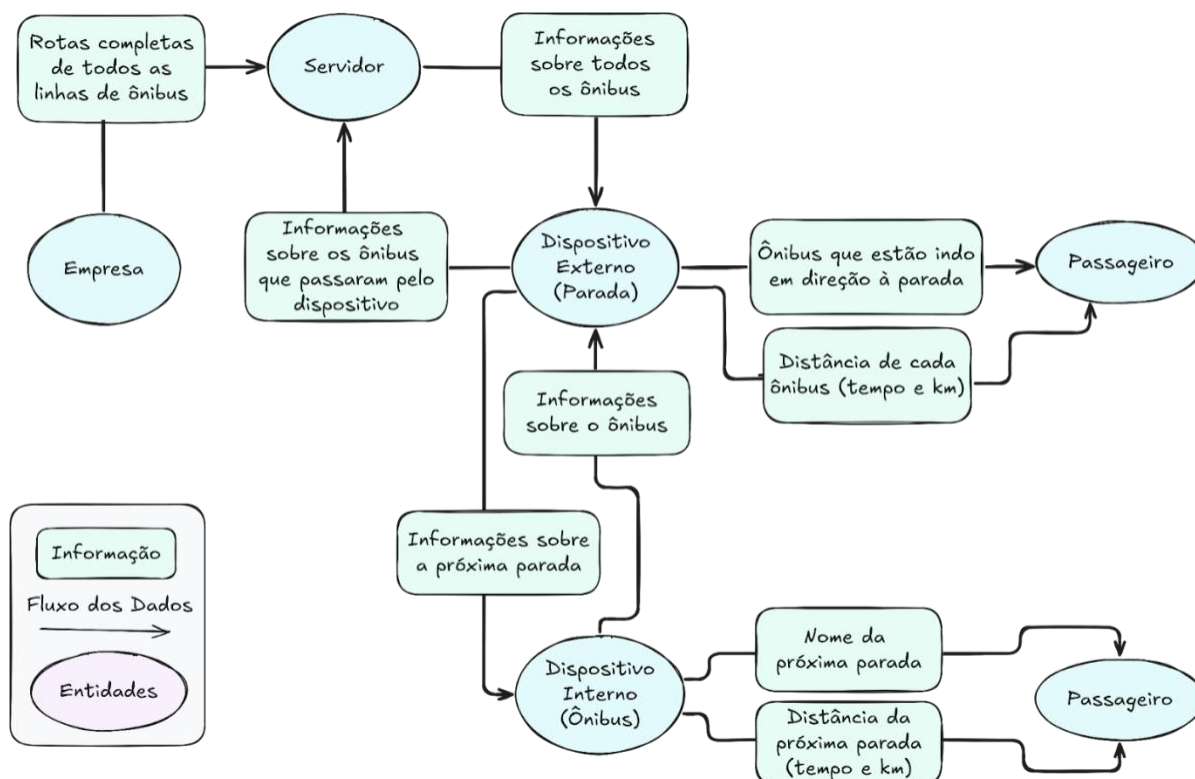 Rotas completas
de todos as
linhas de ônibus
Servidor
Informações
sobre todos
os ônibus
Empresa
Informações
sobre os ônibus
que passaram pelo
dispositivo
Dispositivo
Externo
(Parada)
Ônibus que estão indo
em direção à parada
Passageiro
Distância de cada
ônibus (tempo e km)
Informações
sobre o ônibus
Informações sobre
a próxima parada
Informação
Fluxo dos Dados
Entidades
Dispositivo
Interno
(Ônibus)
Nome da
próxima parada
Passageiro
Distância da
próxima parada
(tempo e km)